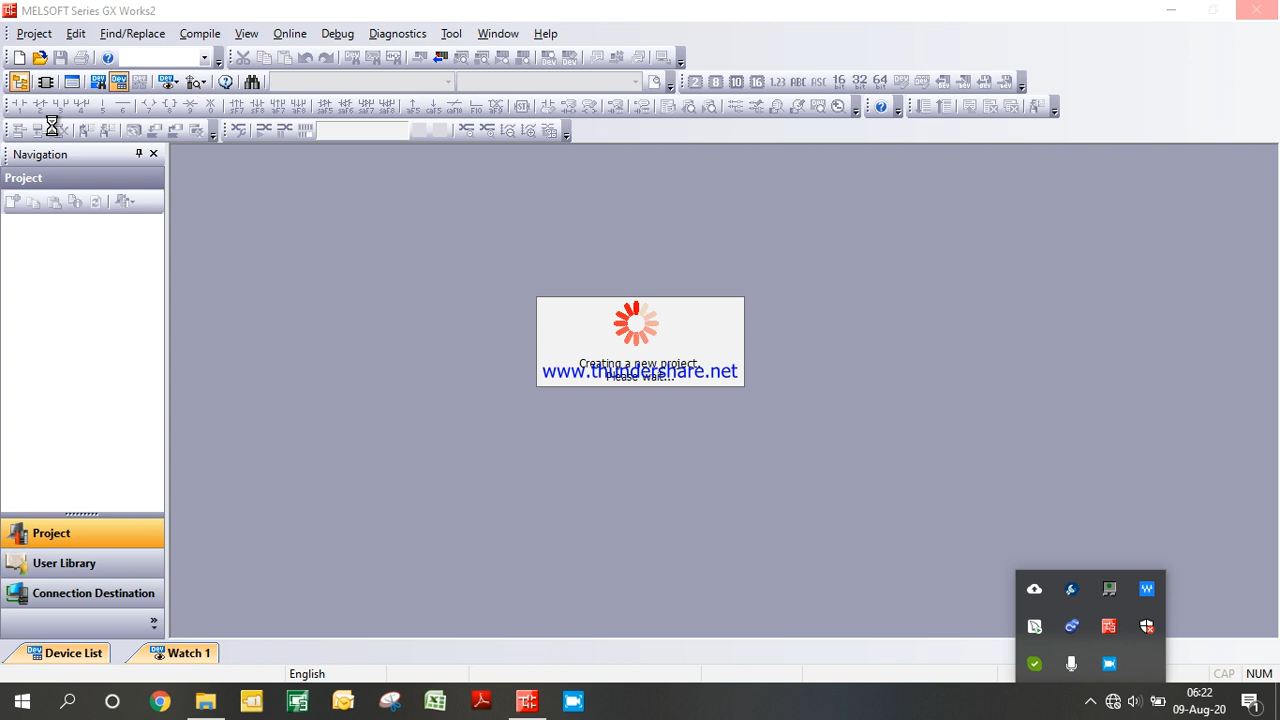 MELSOFT Series GX Works2
Project Edit Find/Replace Compile View Online Debug Diagnostics Tool Window Help
Navigation
Project
Creating a new project.
www.thundershare.net
Please wait...
Project
User Library
Connection Destination
Device List Watch 1
English CAP NUM
06:22
09-Aug-20